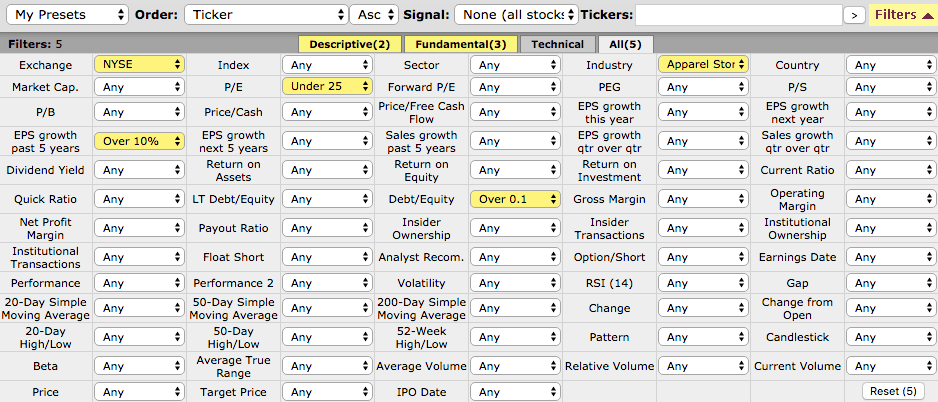 My Presets Order: Ticker Asc Signal: None (all stocks Tickers: > Filters ▲
Filters: 5 Descriptive(2) Fundamental(3) Technical All(5)
Exchange NYSE Index Any Sector Any Industry Apparel Stor Country Any
Market Cap. Any P/E Under 25 Forward P/E Any PEG Any P/S Any
P/B Any Price/Cash Any Price/Free Cash Flow Any EPS growth this year Any EPS growth next year Any
EPS growth past 5 years Over 10% EPS growth next 5 years Any Sales growth past 5 years Any EPS growth qtr over qtr Any Sales growth qtr over qtr Any
Dividend Yield Any Return on Assets Any Return on Equity Any Return on Investment Any Current Ratio Any
Quick Ratio Any LT Debt/Equity Any Debt/Equity Over 0.1 Gross Margin Any Operating Margin Any
Net Profit Margin Any Payout Ratio Any Insider Ownership Any Insider Transactions Any Institutional Ownership Any
Institutional Transactions Any Float Short Any Analyst Recom. Any Option/Short Any Earnings Date Any
Performance Any Performance 2 Any Volatility Any RSI (14) Any Gap Any
20-Day Simple Moving Average Any 50-Day Simple Moving Average Any 200-Day Simple Moving Average Any Change Any Change from Open Any
20-Day High/Low Any 50-Day High/Low Any 52-Week High/Low Any Pattern Any Candlestick Any
Beta Any Average True Range Any Average Volume Any Relative Volume Any Current Volume Any
Price Any Target Price Any IPO Date Any Reset (5)